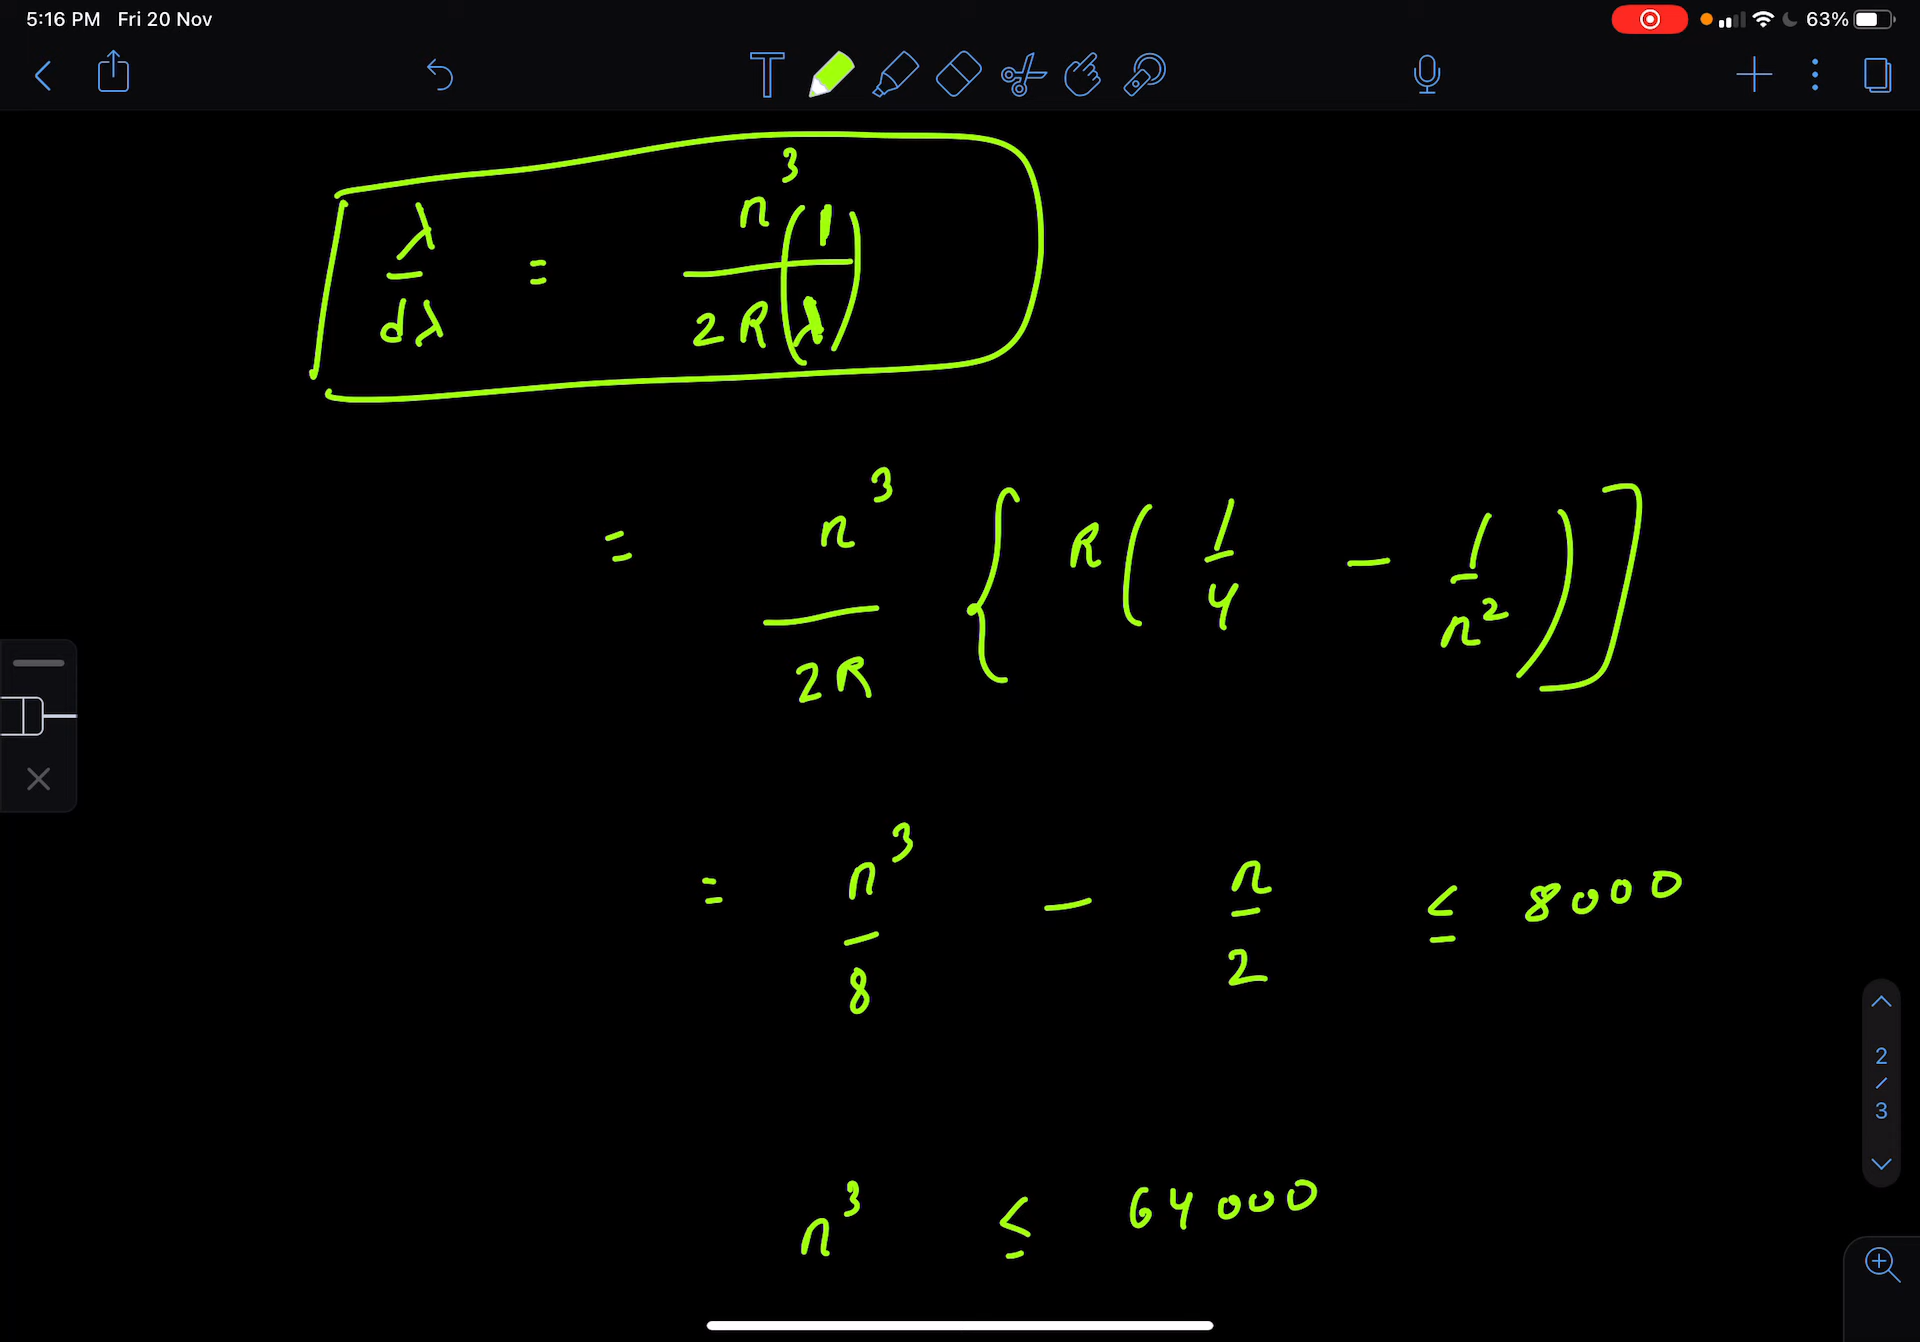 5:16 PM Fri 20 Nov 63%
λ/dλ = n³/2R (1/λ)
= n³/2R { R ( 1/4 − 1/n² ) ]
= n³/8 − n/2 ≤ 8000
2 / 3
n³ ≤ 64000